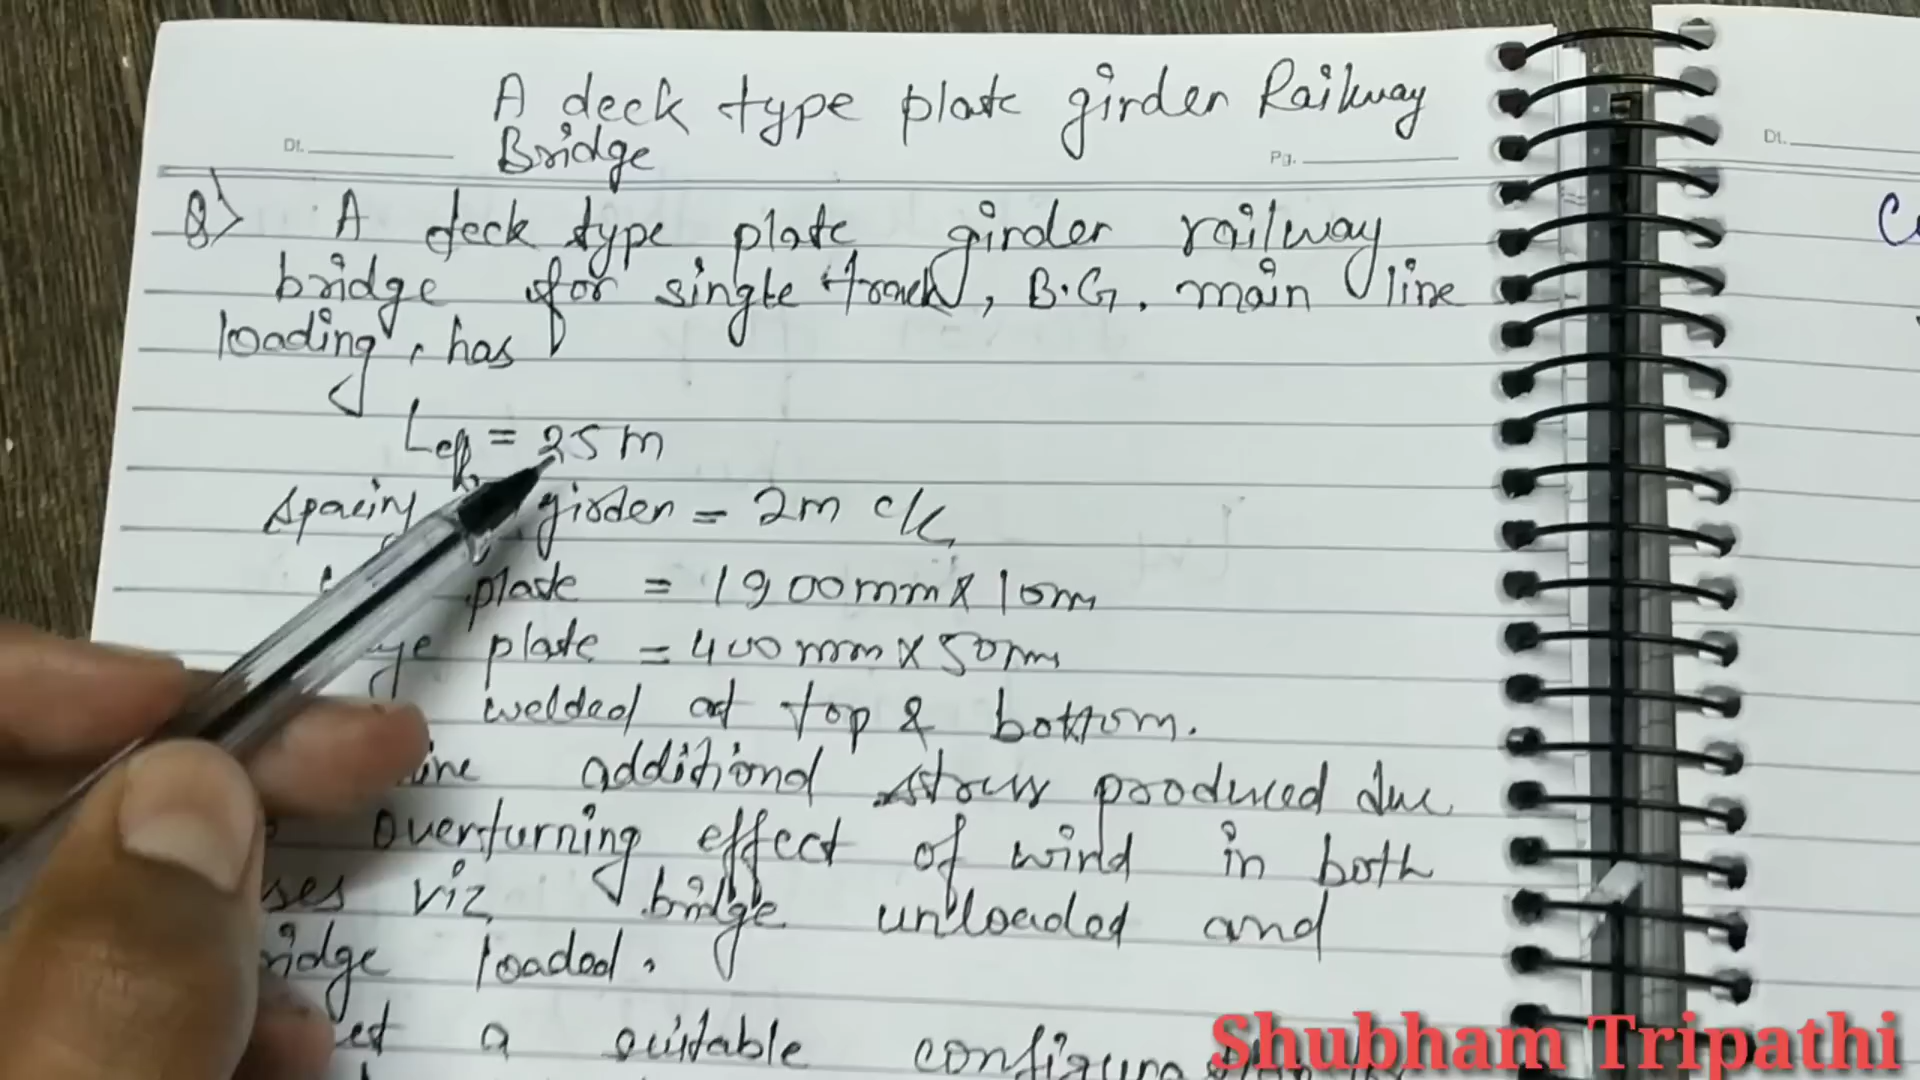 A deck type plate girder Railway
Bridge
Dt.
Pg.
Dt.
Q> A deck type plate girder railway
bridge for single track, B.G. main line
loading, has
Leff = 25 m
spacing girder = 2m c/c
plate = 1900mm x 10m
plate = 400mm x 50m
welded at top & bottom.
additional stress produced due
overturning effect of wind in both
viz bridge unloaded and
loaded.
a suitable
Shubham Tripathi